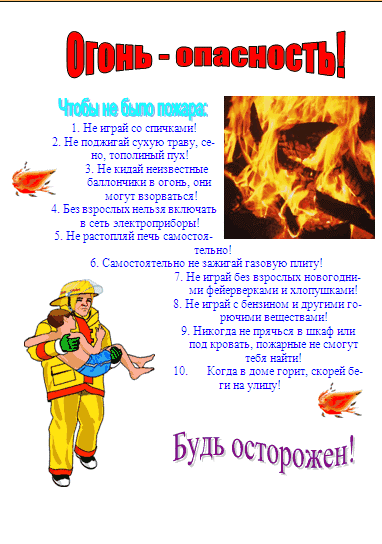 Огонь - опасность!
Чтобы не было пожара:
1. Не играй со спичками!
2. Не поджигай сухую траву, се-
но, тополиный пух!
3. Не кидай неизвестные
баллончики в огонь, они
могут взорваться!
4. Без взрослых нельзя включать
в сеть электроприборы!
5. Не растопляй печь самостоя-
тельно!
6. Самостоятельно не зажигай газовую плиту!
7. Не играй без взрослых новогодни-
ми фейерверками и хлопушками!
8. Не играй с бензином и другими го-
рючими веществами!
9. Никогда не прячься в шкаф или
под кровать, пожарные не смогут
тебя найти!
10. Когда в доме горит, скорей бе-
ги на улицу!
Будь осторожен!